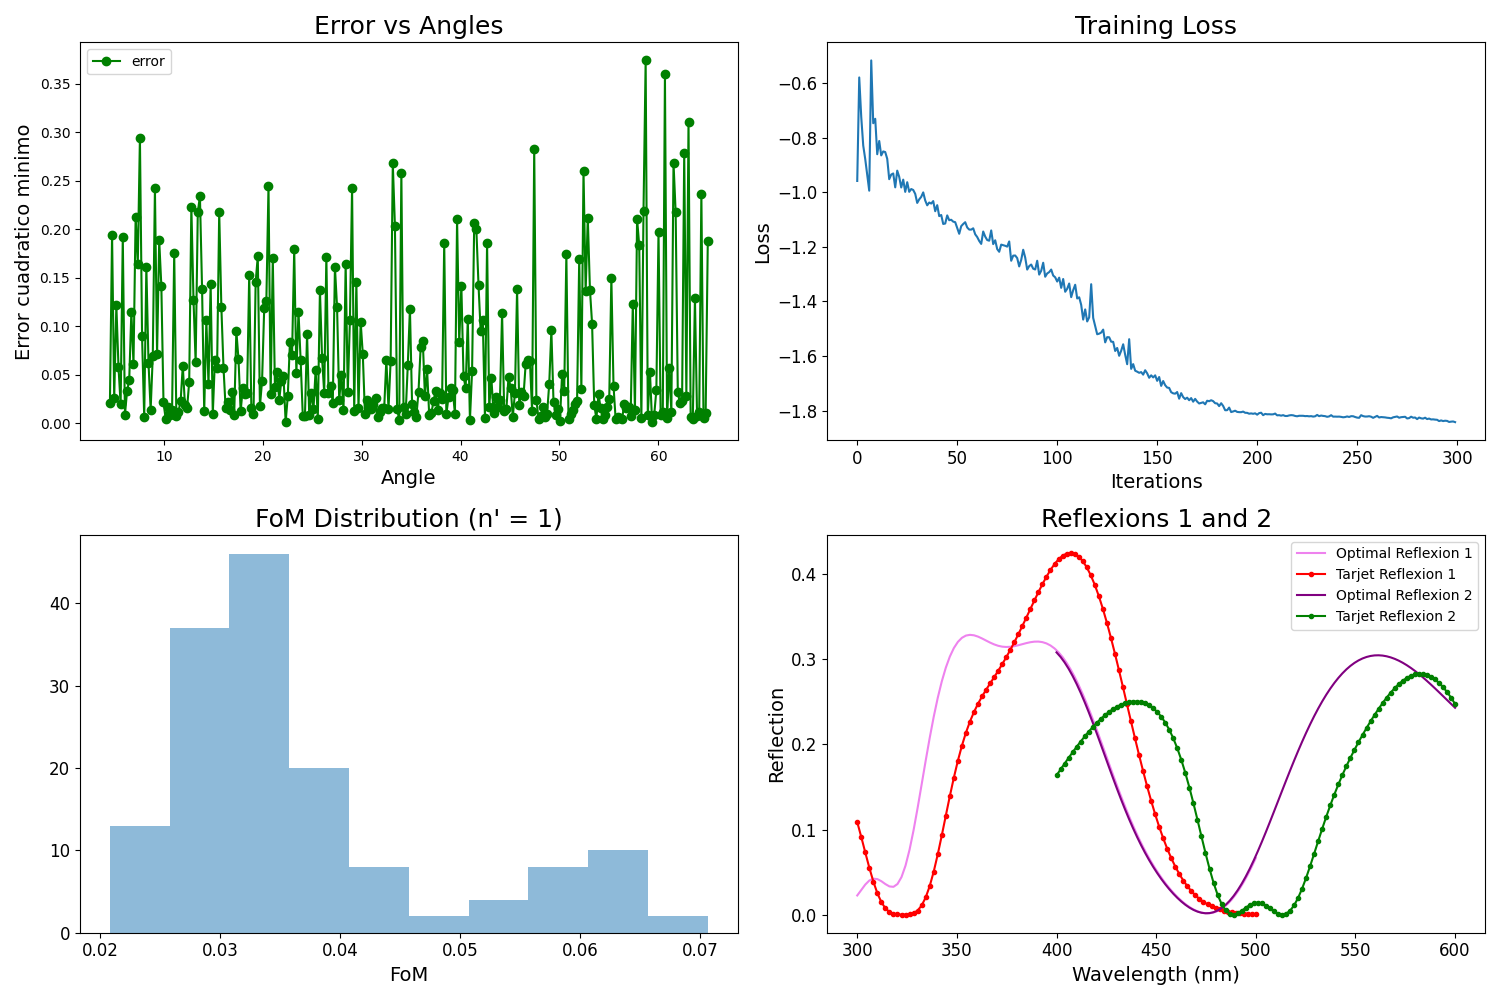 Error vs Angles
error
0.35
0.30
0.25
0.20
0.15
0.10
0.05
0.00
Error cuadratico minimo
10 20 30 40 50 60
Angle
Training Loss
−0.6
−0.8
−1.0
−1.2
−1.4
−1.6
−1.8
Loss
0 50 100 150 200 250 300
Iterations
FoM Distribution (n' = 1)
40
30
20
10
0
0.02 0.03 0.04 0.05 0.06 0.07
FoM
Reflexions 1 and 2
Optimal Reflexion 1
Tarjet Reflexion 1
Optimal Reflexion 2
Tarjet Reflexion 2
0.4
0.3
0.2
0.1
0.0
Reflection
300 350 400 450 500 550 600
Wavelength (nm)